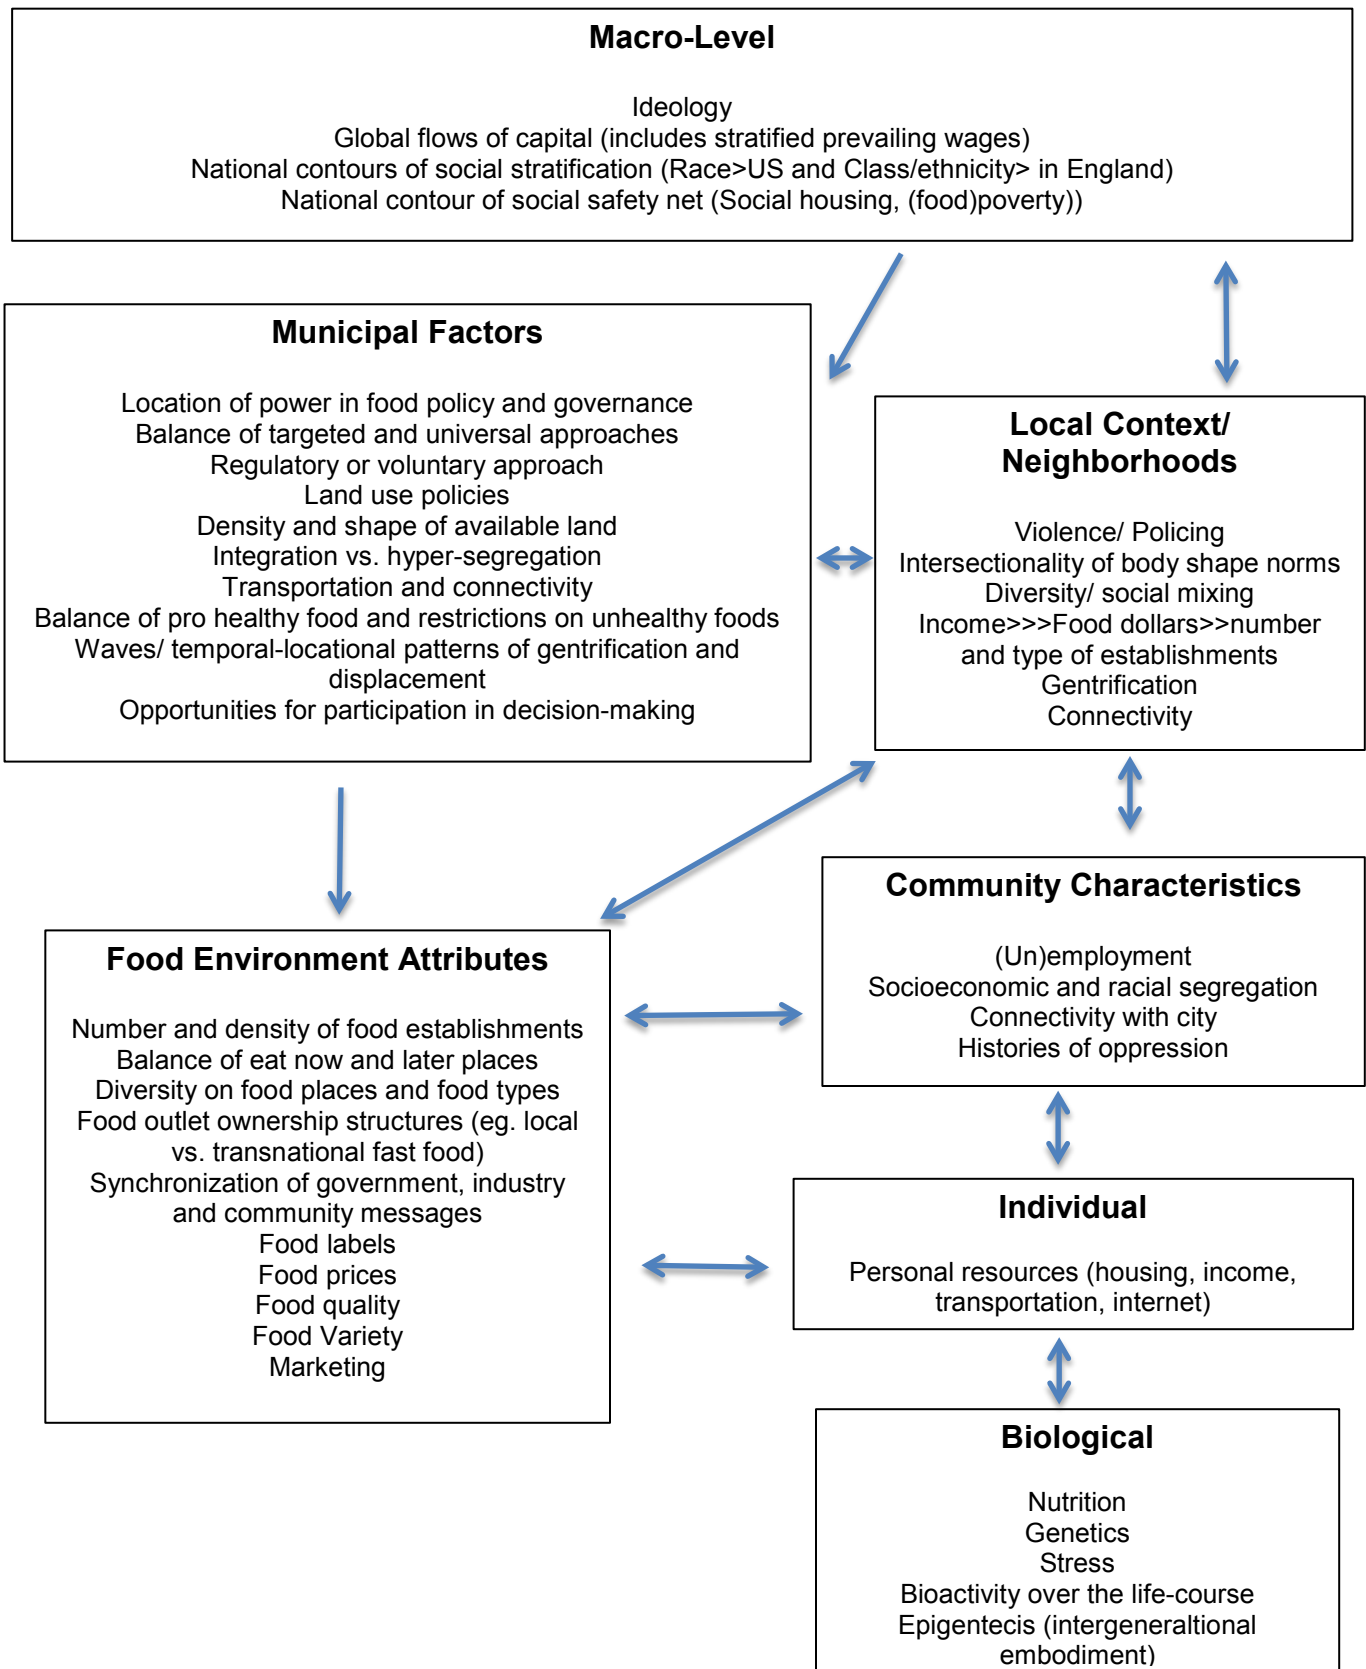 Macro-Level
Ideology
Global flows of capital (includes stratified prevailing wages)
National contours of social stratification (Race>US and Class/ethnicity> in England)
National contour of social safety net (Social housing, (food)poverty))
Municipal Factors
Location of power in food policy and governance
Balance of targeted and universal approaches
Regulatory or voluntary approach
Land use policies
Density and shape of available land
Integration vs. hyper-segregation
Transportation and connectivity
Balance of pro healthy food and restrictions on unhealthy foods
Waves/ temporal-locational patterns of gentrification and
displacement
Opportunities for participation in decision-making
Local Context/
Neighborhoods
Violence/ Policing
Intersectionality of body shape norms
Diversity/ social mixing
Income>>>Food dollars>>number
and type of establishments
Gentrification
Connectivity
Community Characteristics
(Un)employment
Socioeconomic and racial segregation
Connectivity with city
Histories of oppression
Food Environment Attributes
Number and density of food establishments
Balance of eat now and later places
Diversity on food places and food types
Food outlet ownership structures (eg. local
vs. transnational fast food)
Synchronization of government, industry
and community messages
Food labels
Food prices
Food quality
Food Variety
Marketing
Individual
Personal resources (housing, income,
transportation, internet)
Biological
Nutrition
Genetics
Stress
Bioactivity over the life-course
Epigentecis (intergeneraltional
embodiment)